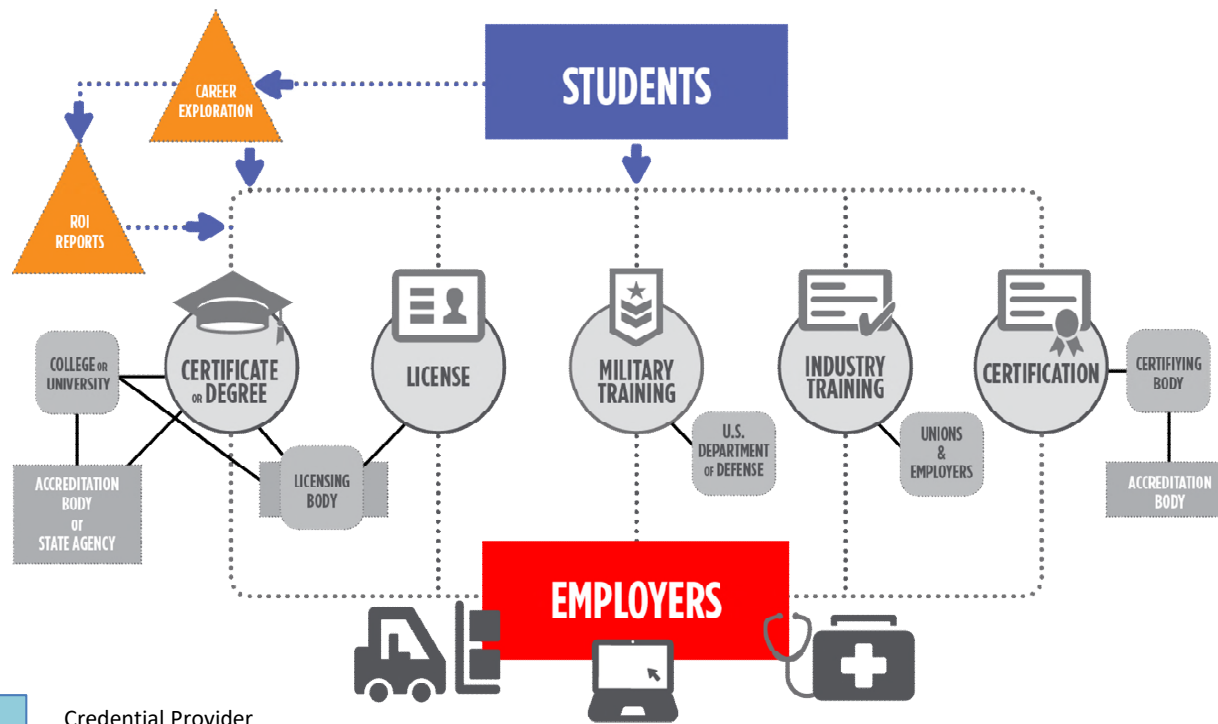 STUDENTS
CAREER
EXPLORATION
ROI
REPORTS
COLLEGE OR
UNIVERSITY
CERTIFICATE
OR DEGREE
LICENSE
MILITARY
TRAINING
INDUSTRY
TRAINING
CERTIFICATION
CERTIFIYING
BODY
ACCREDITATION
BODY
or
STATE AGENCY
LICENSING
BODY
U.S.
DEPARTMENT
OF DEFENSE
UNIONS
&
EMPLOYERS
ACCREDITATION
BODY
EMPLOYERS
Credential Provider